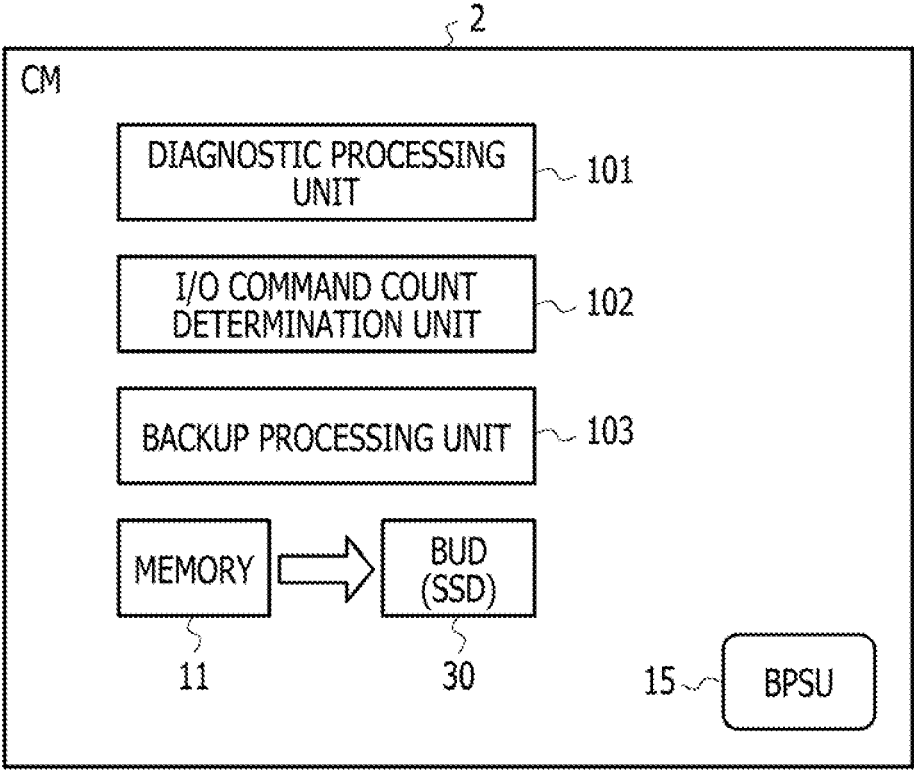 2
CM
DIAGNOSTIC PROCESSING
UNIT
101
I/O COMMAND COUNT
DETERMINATION UNIT
102
BACKUP PROCESSING UNIT
103
MEMORY
BUD
(SSD)
11
30
15
BPSU